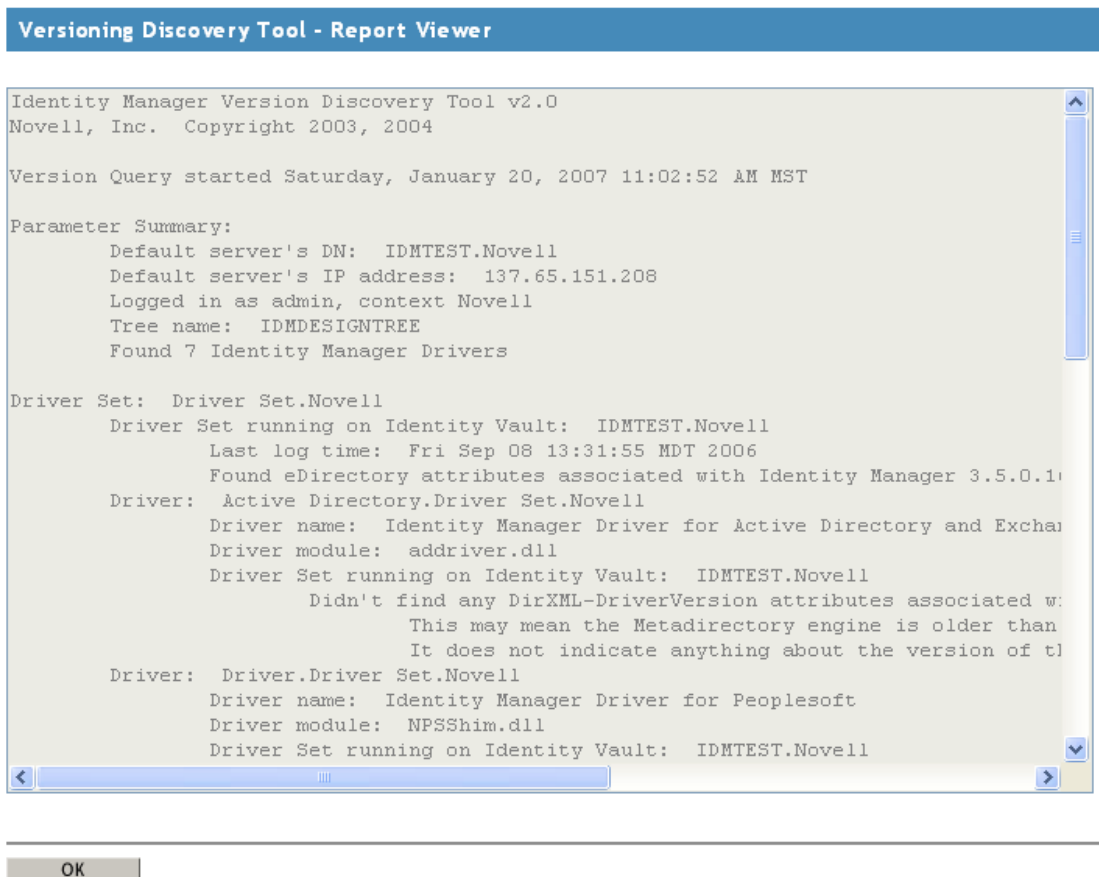 Versioning Discovery Tool - Report Viewer
Identity Manager Version Discovery Tool v2.0
Novell, Inc.  Copyright 2003, 2004
Version Query started Saturday, January 20, 2007 11:02:52 AM MST
Parameter Summary:
Default server's DN:  IDMTEST.Novell
Default server's IP address:  137.65.151.208
Logged in as admin, context Novell
Tree name:  IDMDESIGNTREE
Found 7 Identity Manager Drivers
Driver Set:  Driver Set.Novell
Driver Set running on Identity Vault:  IDMTEST.Novell
Last log time:  Fri Sep 08 13:31:55 MDT 2006
Found eDirectory attributes associated with Identity Manager
Driver:  Active Directory.Driver Set.Novell
Driver name:  Identity Manager Driver for Active Directory and
Driver module:  addriver.dll
Driver Set running on Identity Vault:  IDMTEST.Novell
Didn't find any DirXML-DriverVersion attributes associated
This may mean the Metadirectory engine is older than
It does not indicate anything about the version of
Driver:  Driver.Driver Set.Novell
Driver name:  Identity Manager Driver for Peoplesoft
Driver module:  NPSShim.dll
Driver Set running on Identity Vault:  IDMTEST.Novell
OK